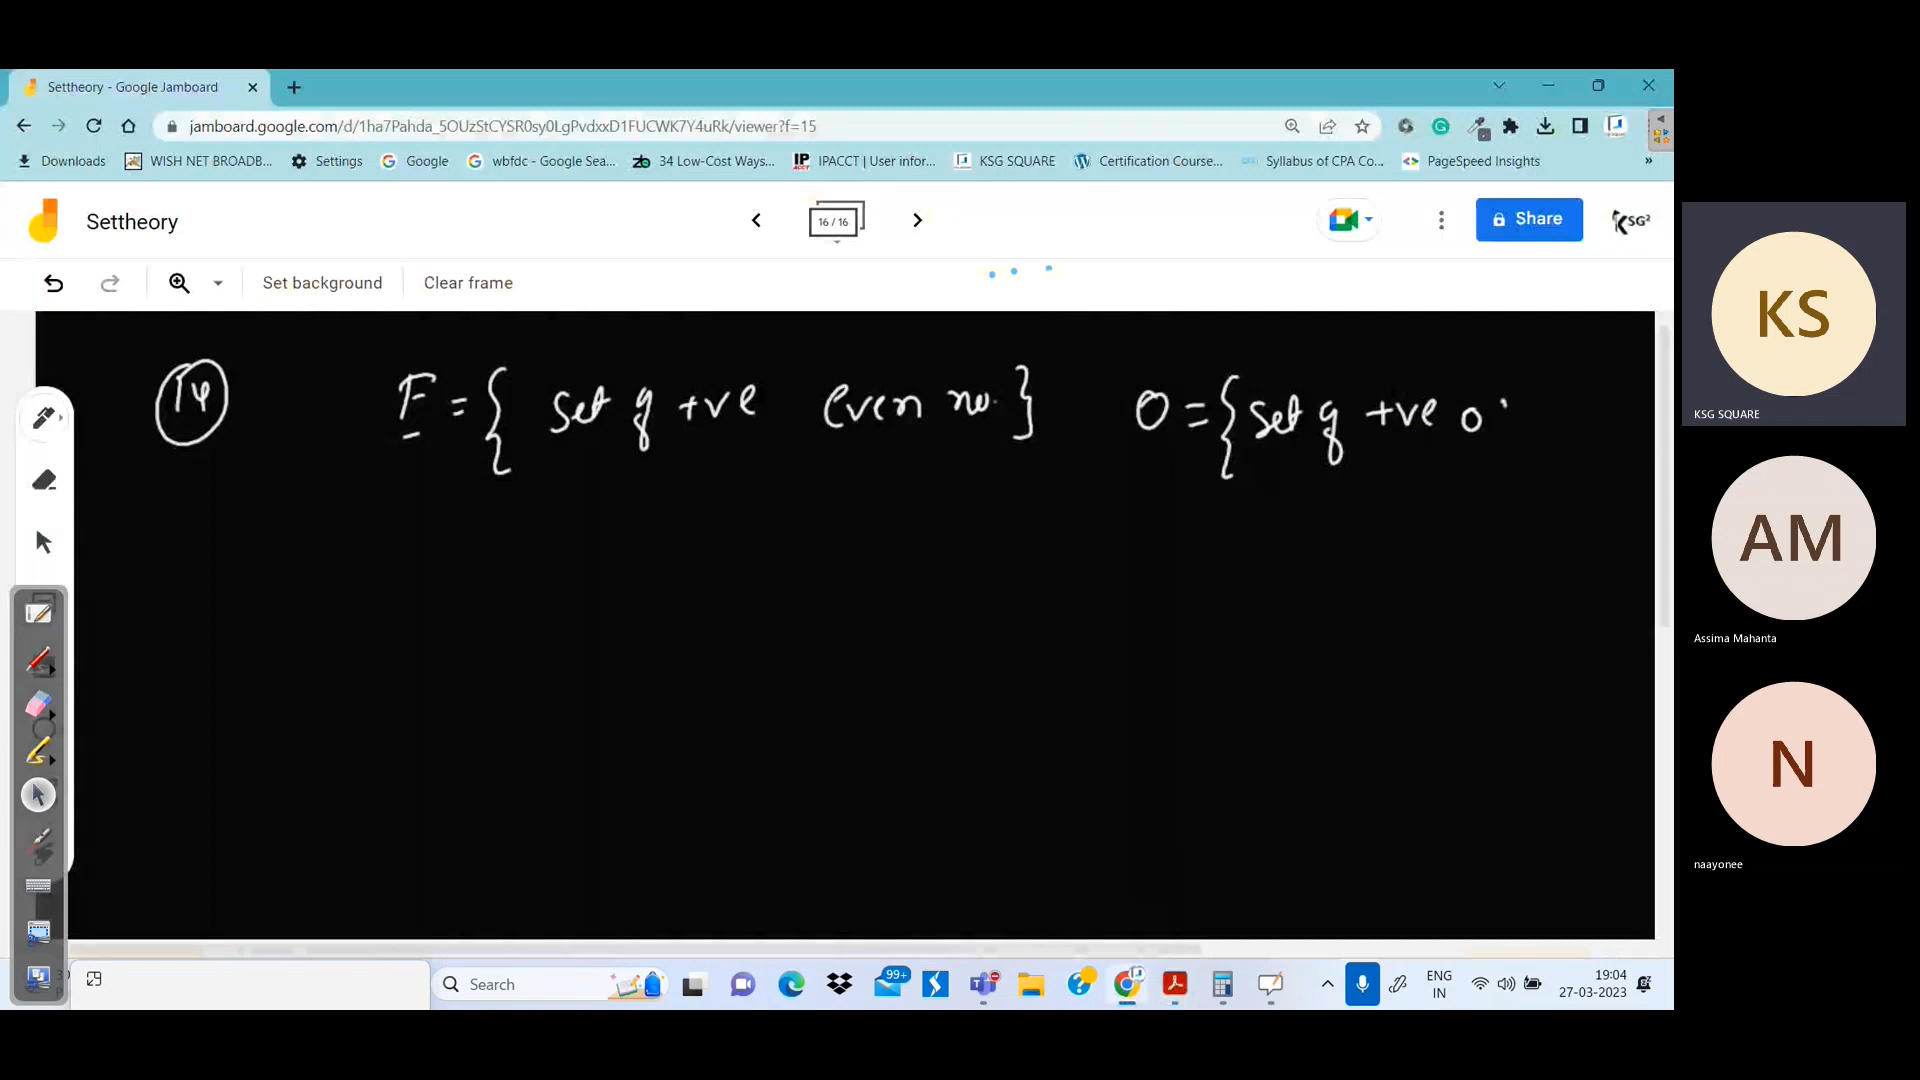 Settheory - Google Jamboard
jamboard.google.com/d/1ha7Pahda_5OUzStCYSR0sy0LgPvdxxD1FUCWK7Y4uRk/viewer?f=15
Downloads WISH NET BROADB... Settings Google wbfdc - Google Sea... 34 Low-Cost Ways... IPACCT | User infor... KSG SQUARE Certification Course... Syllabus of CPA Co... PageSpeed Insights »
Settheory 16 / 16 Share KSG²
Set background Clear frame
14 E = { set of +ve even no. } O = { set of +ve o
KS
KSG SQUARE
AM
Assima Mahanta
N
naayonee
Search 99+ ENG IN 19:04 27-03-2023